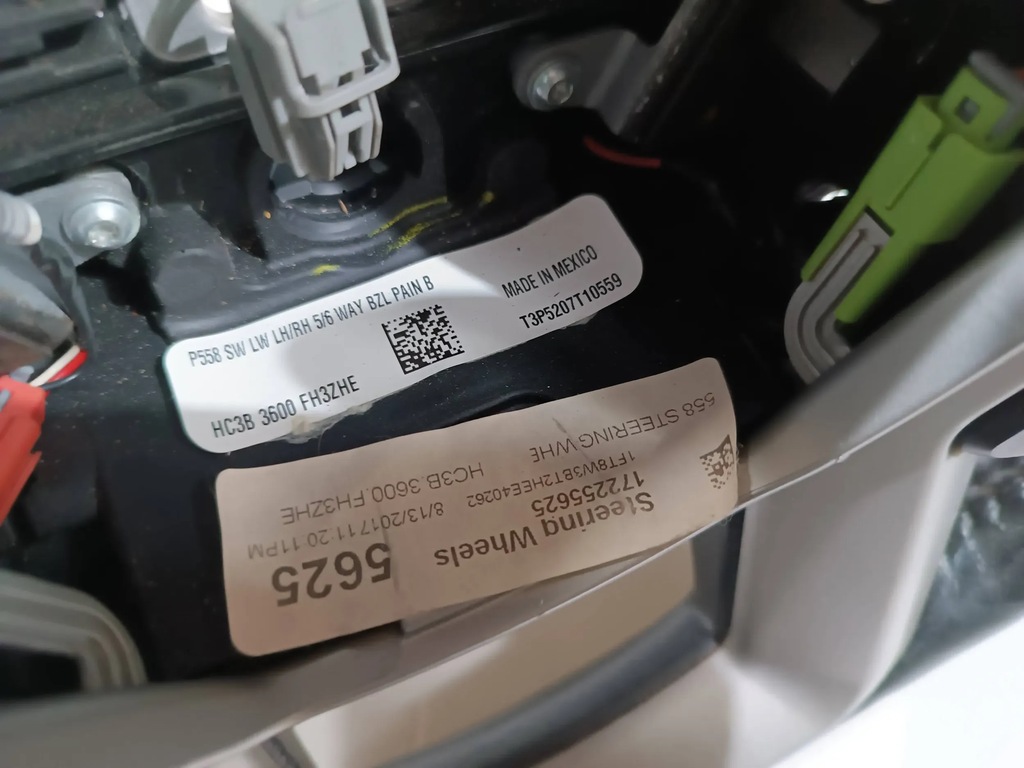 P558 SW LW LH/RH 5/6 WAY BZL PAIN B
MADE IN MEXICO
HC3B 3600 FH3ZHE
T3P5207T10559
Steering Wheels
5625
17225625
8/13/2017 11:20:11PM
1FT8W3BT2HEE40262
HC3B.3600.FH3ZHE
558 STEERING WHE